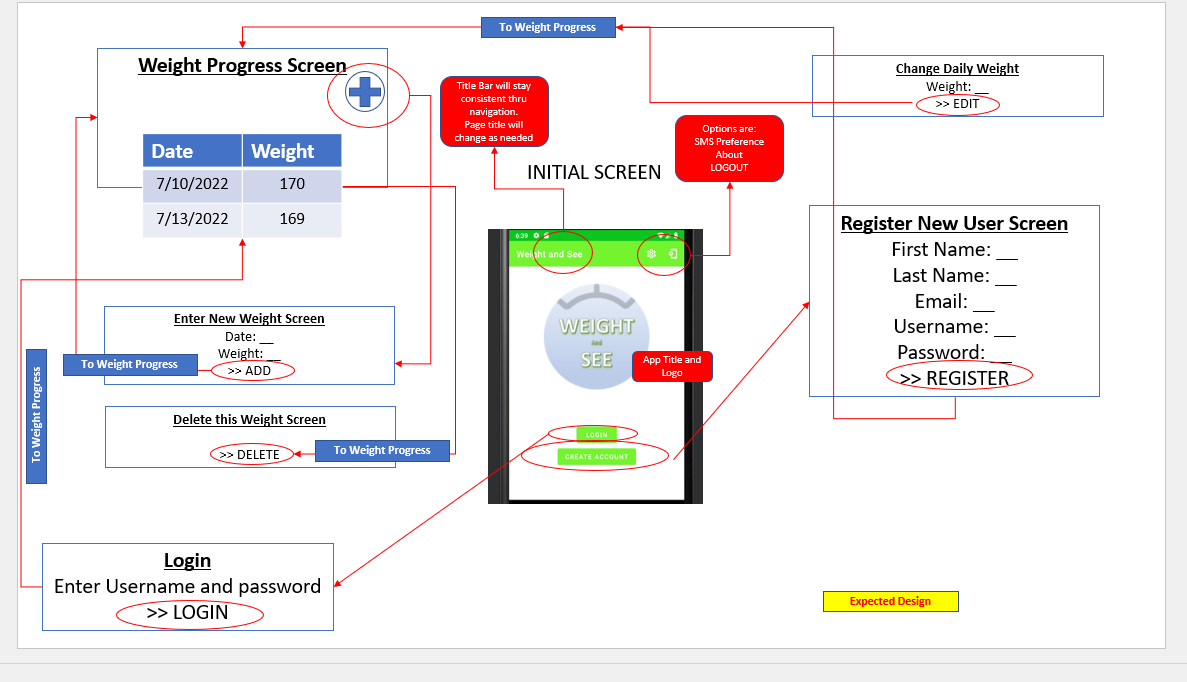 To Weight Progress
Weight Progress Screen
Date Weight
7/10/2022 170
7/13/2022 169
Title Bar will stay
consistent thru
navigation.
Page title will
change as needed
Options are:
SMS Preference
About
LOGOUT
Change Daily Weight
Weight: __
>> EDIT
INITIAL SCREEN
6:39
Weight and See
WEIGHT
And
SEE
App Title and
Logo
LOGIN
CREATE ACCOUNT
Register New User Screen
First Name: __
Last Name: __
Email: __
Username: __
Password: __
>> REGISTER
Enter New Weight Screen
Date: __
Weight: __
>> ADD
To Weight Progress
To Weight Progress
Delete this Weight Screen
>> DELETE
To Weight Progress
Login
Enter Username and password
>> LOGIN
Expected Design